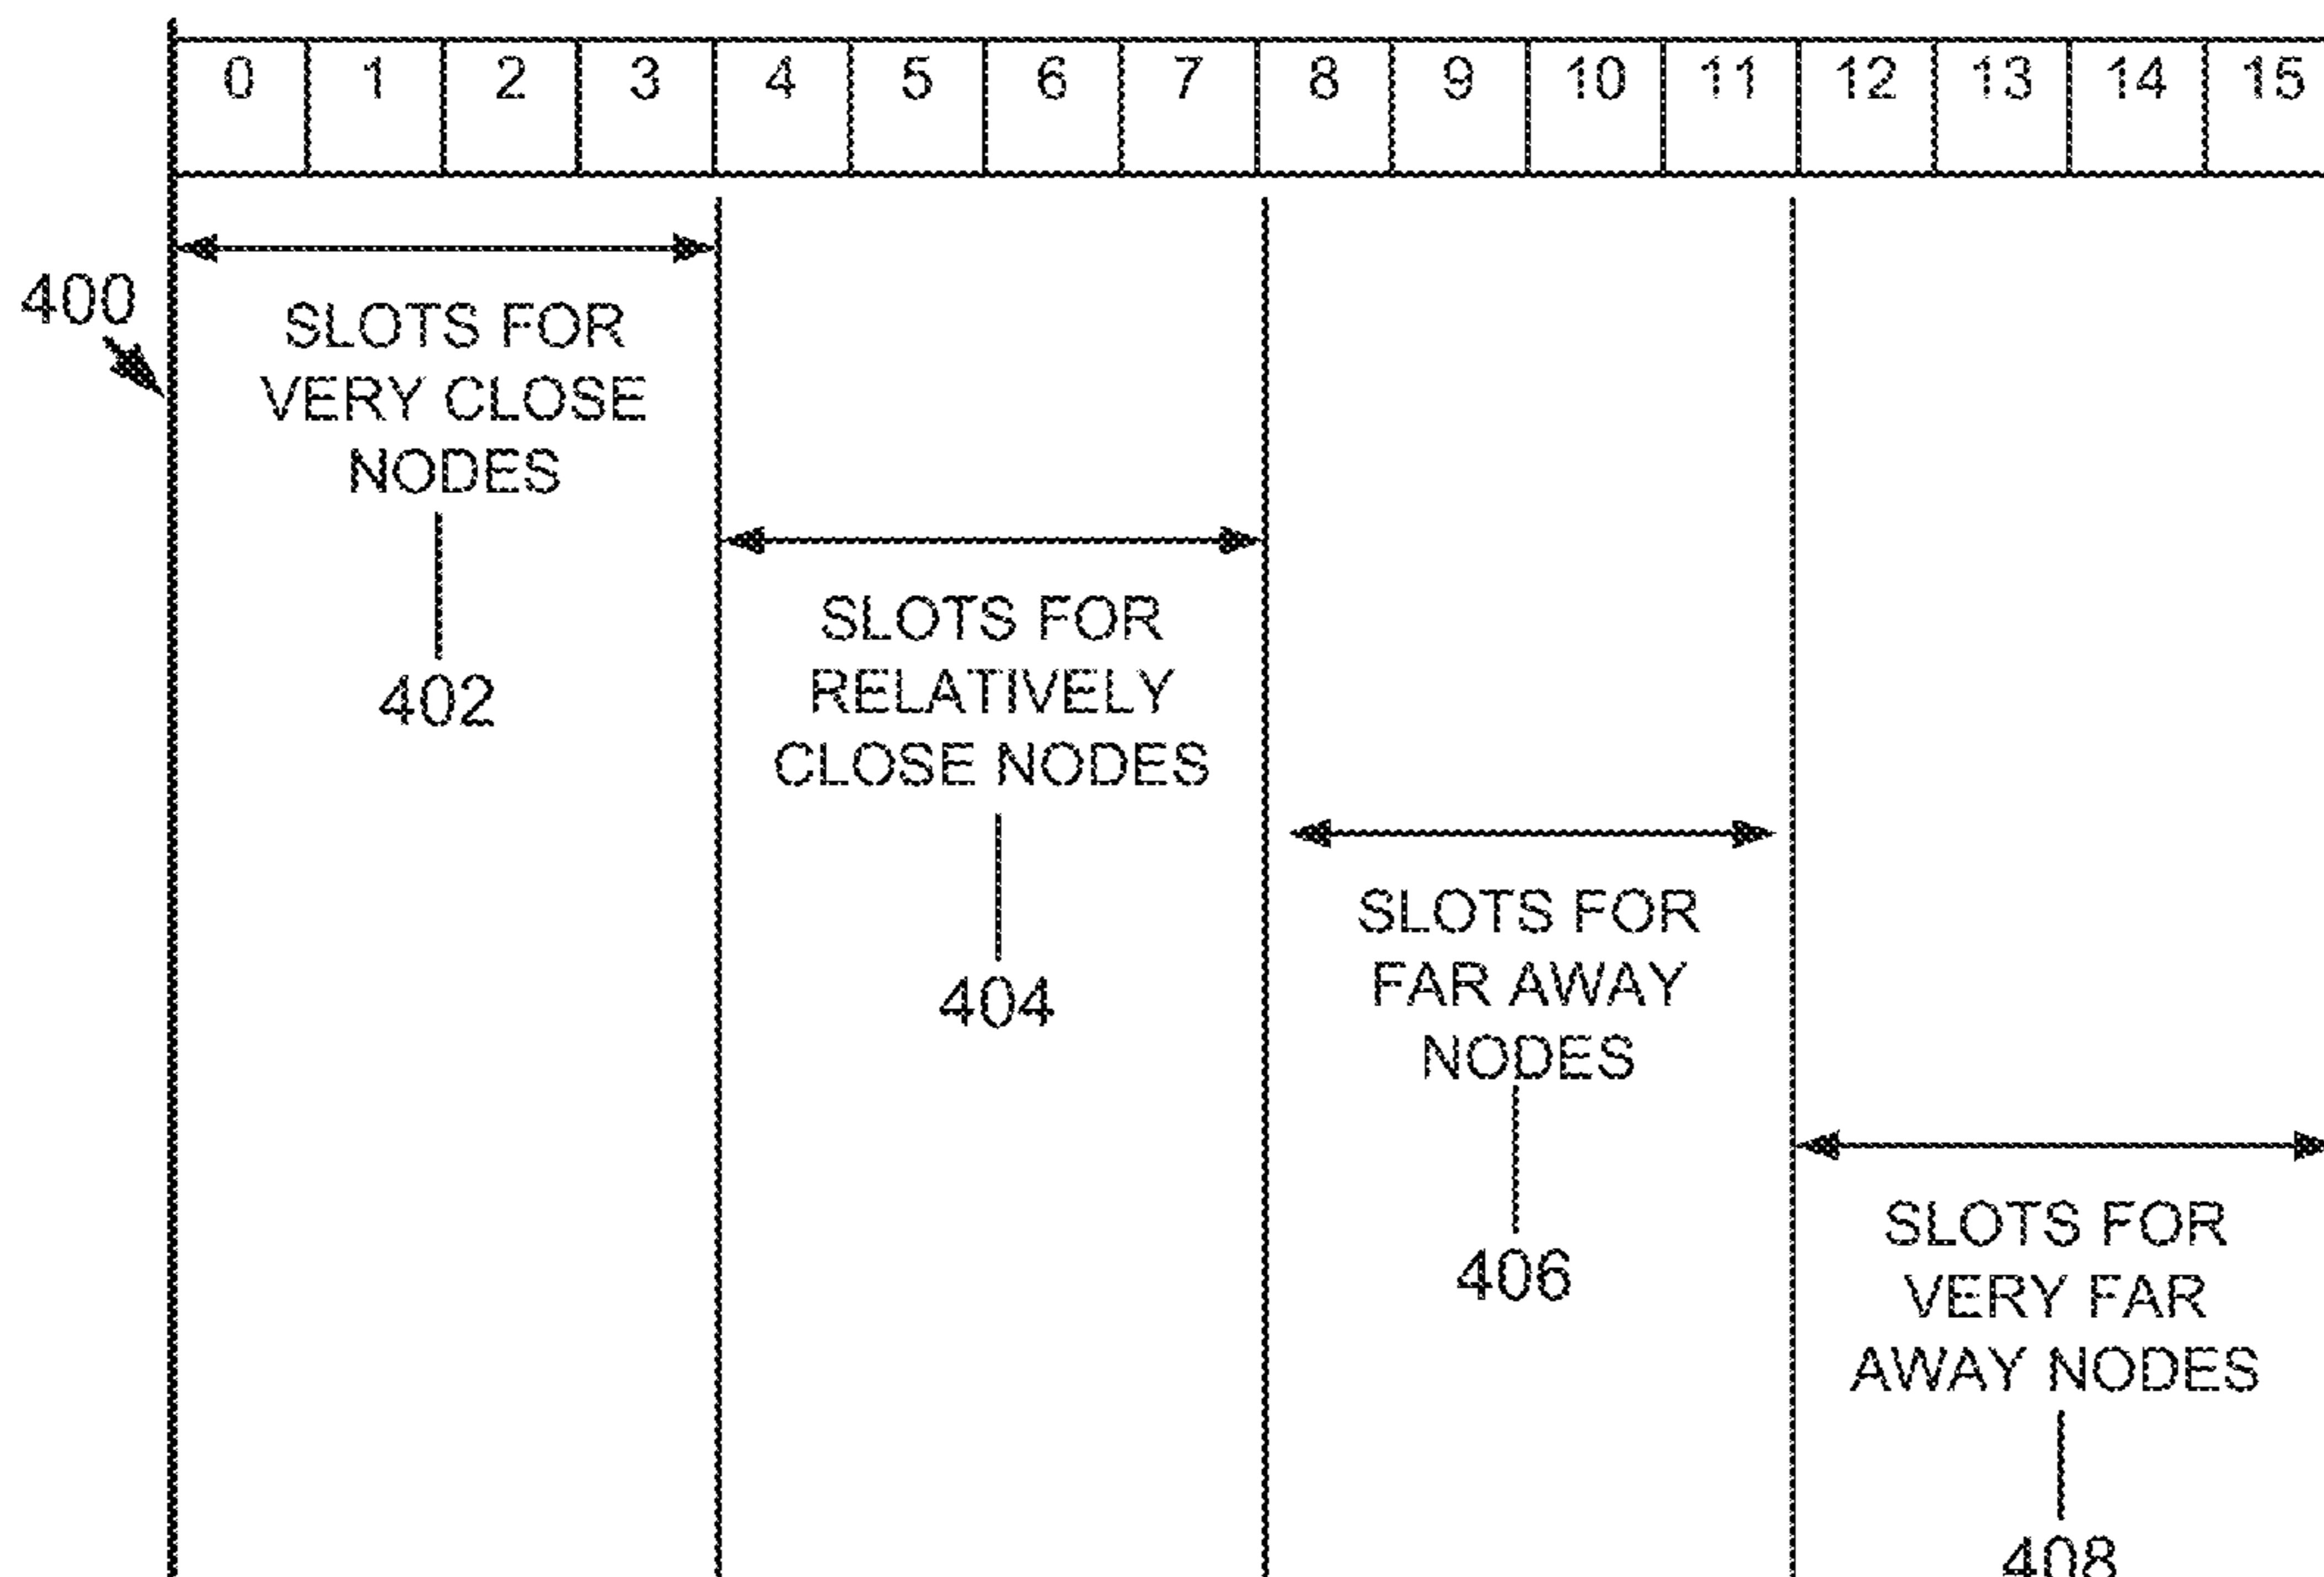 0 1 2 3 4 5 6 7 8 9 10 11 12 13 14 15
400
SLOTS FOR
VERY CLOSE
NODES
402
SLOTS FOR
RELATIVELY
CLOSE NODES
404
SLOTS FOR
FAR AWAY
NODES
406
SLOTS FOR
VERY FAR
AWAY NODES
408